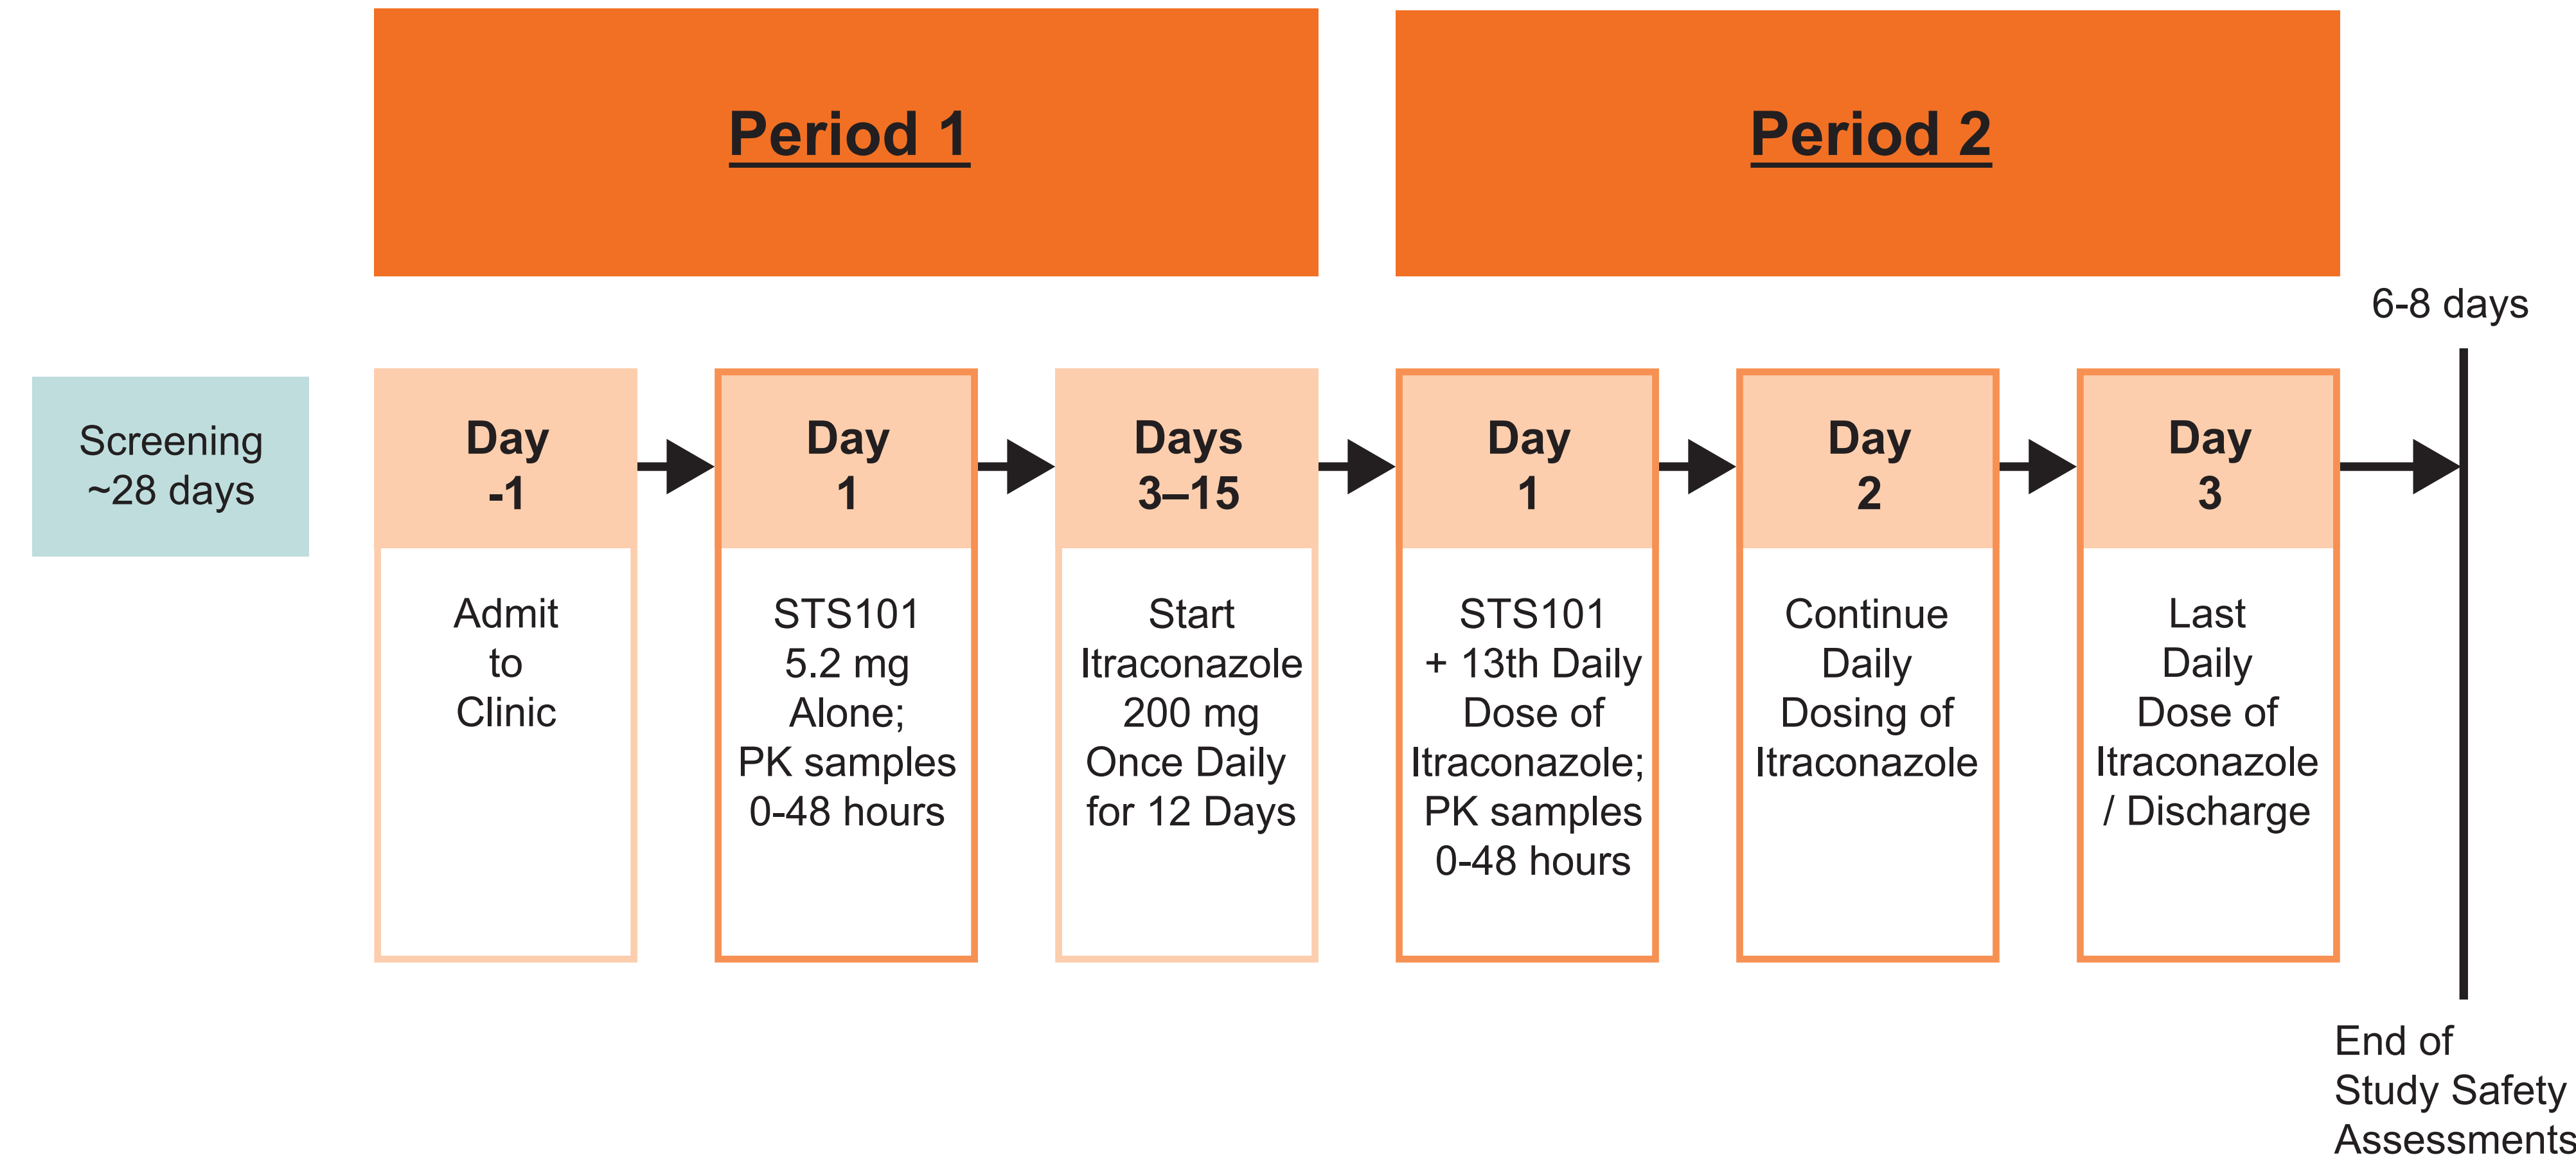 Period 1
Period 2
6-8 days
Screening
~28 days
Day
-1
Admit
to
Clinic
Day
1
STS101
5.2 mg
Alone;
PK samples
0-48 hours
Days
3–15
Start
Itraconazole
200 mg
Once Daily
for 12 Days
Day
1
STS101
+ 13th Daily
Dose of
Itraconazole;
PK samples
0-48 hours
Day
2
Continue
Daily
Dosing of
Itraconazole
Day
3
Last
Daily
Dose of
Itraconazole
/ Discharge
End of
Study Safety
Assessments